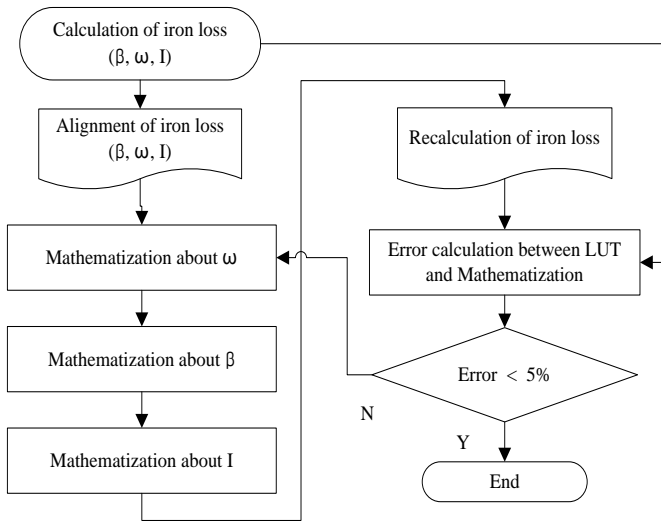 Calculation of iron loss
(β, ω, I)
Alignment of iron loss
(β, ω, I)
Mathematization about ω
Mathematization about β
Mathematization about I
Recalculation of iron loss
Error calculation between LUT
and Mathematization
Error < 5%
N
Y
End